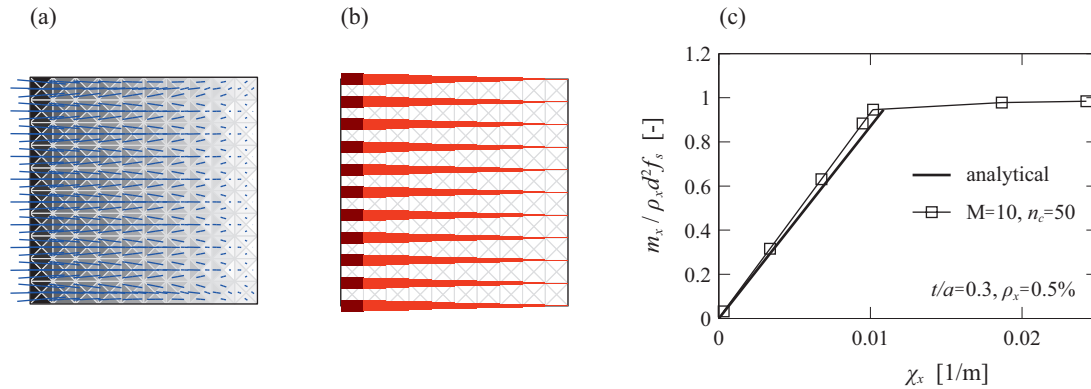 (a)
(b)
(c)
m_x / ρ_x d² f_s [-]
1.2
1
0.8
0.6
0.4
0.2
0
analytical
M=10, n_c=50
t/a=0.3, ρ_x=0.5%
0
0.01
0.02
χ_x [1/m]